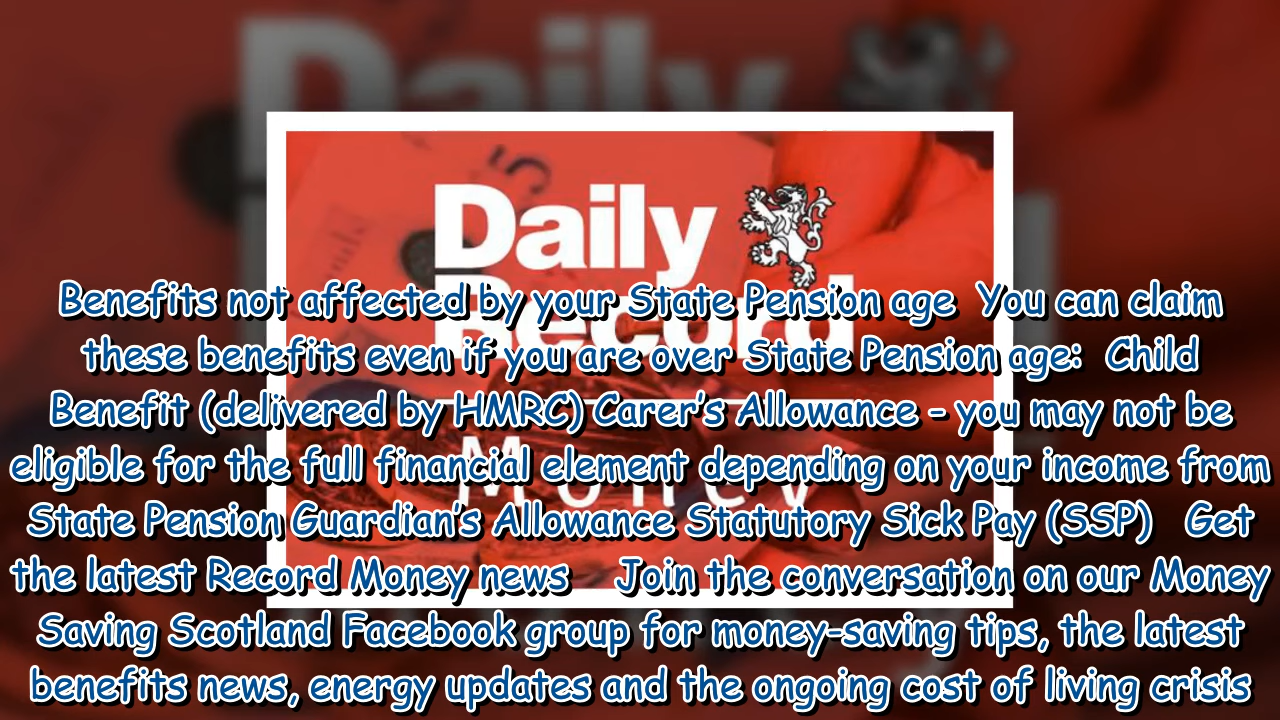 Daily
Record
Money
Benefits not affected by your State Pension age You can claim
these benefits even if you are over State Pension age: Child
Benefit (delivered by HMRC) Carer’s Allowance – you may not be
eligible for the full financial element depending on your income from
State Pension Guardian’s Allowance Statutory Sick Pay (SSP) Get
the latest Record Money news Join the conversation on our Money
Saving Scotland Facebook group for money-saving tips, the latest
benefits news, energy updates and the ongoing cost of living crisis